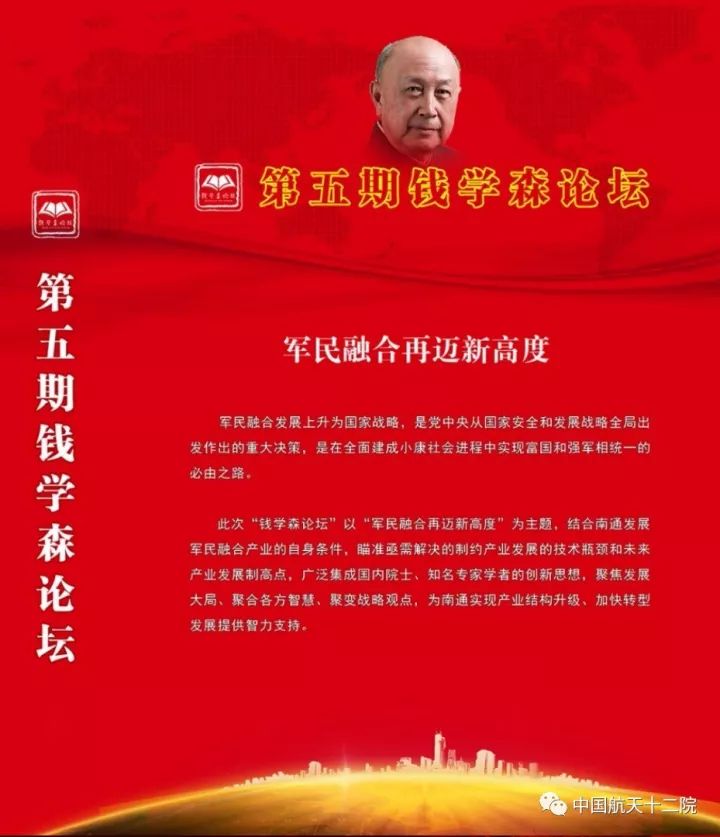 第五期钱学森论坛
第五期钱学森论坛
军民融合再迈新高度
军民融合发展上升为国家战略，是党中央从国家安全和发展战略全局出
发作出的重大决策，是在全面建成小康社会进程中实现富国和强军相统一的
必由之路。
此次“钱学森论坛”以“军民融合再迈新高度”为主题，结合南通发展
军民融合产业的自身条件，瞄准亟需解决的制约产业发展的技术瓶颈和未来
产业发展制高点，广泛集成国内院士、知名专家学者的创新思想，聚焦发展
大局、聚合各方智慧、聚变战略观点，为南通实现产业结构升级、加快转型
发展提供智力支持。
中国航天十二院